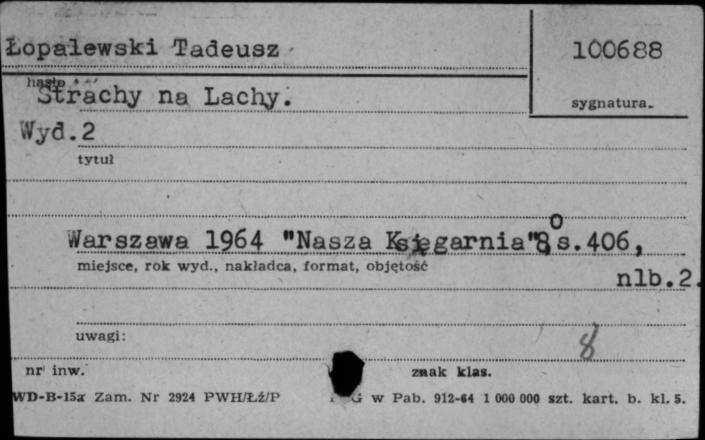 Łopalewski Tadeusz
100688
hasło
Strachy na Lachy.
sygnatura.
Wyd.2
tytuł
Warszawa 1964 "Nasza Księgarnia" 8° s.406,
miejsce, rok wyd., nakładca, format, objętość
nlb.2.
uwagi:
8
nr inw.
znak klas.
WD-B-15a Zam. Nr 2924 PWH/Łź/P
G w Pab. 912-64 1 000 000 szt. kart. b. kl. 5.